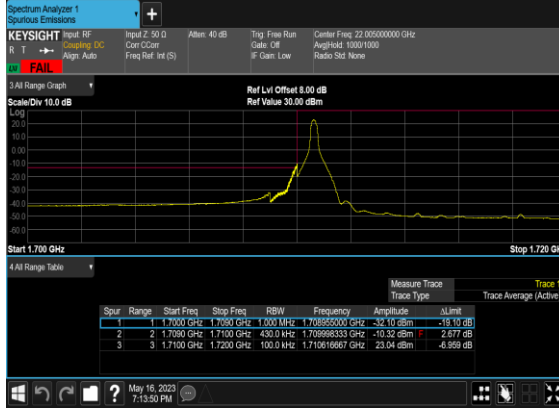 Spectrum Analyzer 1
Spurious Emissions
+
KEYSIGHT Input: RF Input Z: 50 Ω Atten: 40 dB Trig: Free Run Center Freq: 22.005000000 GHz
R T Coupling: DC Corr CCorr Gate: Off Avg|Hold: 1000/1000
Align: Auto Freq Ref: Int (S) IF Gain: Low Radio Std: None
FAIL
3 All Range Graph Ref Lvl Offset 8.00 dB
Scale/Div 10.0 dB Ref Value 30.00 dBm
Log
20.0
10.0
0.00
-10.0
-20.0
-30.0
-40.0
-50.0
-60.0
Start 1.700 GHz Stop 1.720 GH
4 All Range Table
Measure Trace Trace 1
Trace Type Trace Average (Active
Spur Range Start Freq Stop Freq RBW Frequency Amplitude ΔLimit
1 1 1.7000 GHz 1.7090 GHz 1.000 MHz 1.708955000 GHz -32.10 dBm -19.10 dB
2 2 1.7090 GHz 1.7100 GHz 430.0 kHz 1.709998333 GHz -10.32 dBm F 2.677 dB
3 3 1.7100 GHz 1.7200 GHz 100.0 kHz 1.710616667 GHz 23.04 dBm -6.959 dB
? May 16, 2023
7:13:50 PM